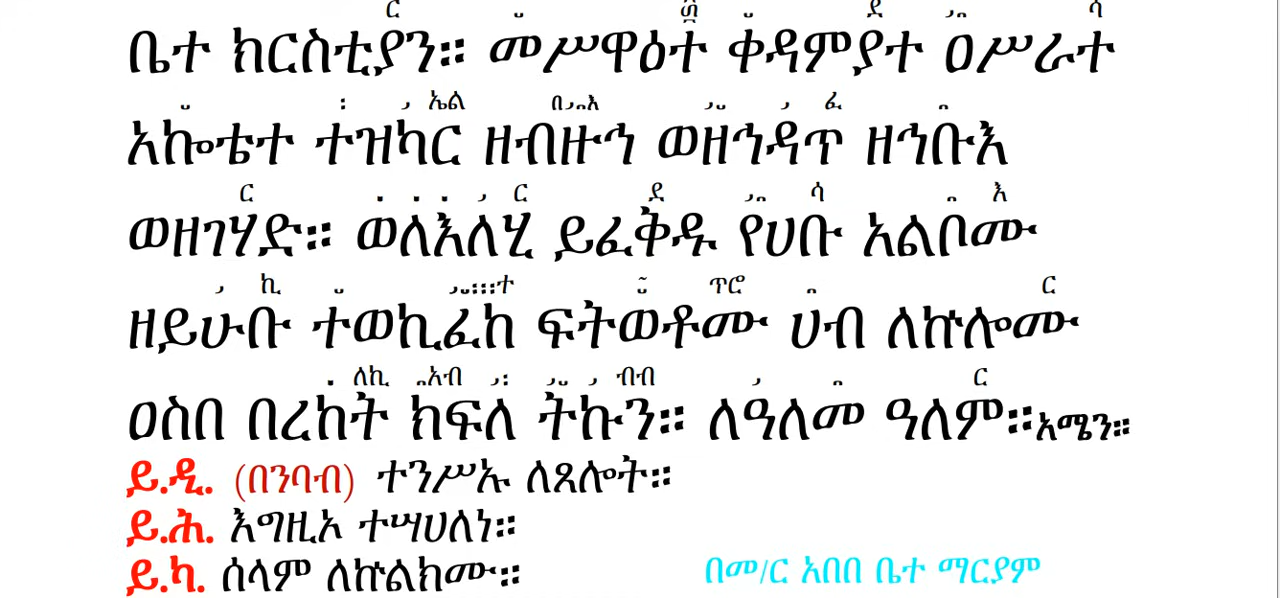 ቤተ ክርስቲያን። መሥዋዕተ ቀዳምያተ ዐሥራተ
አኰቴተ ተዝካር ዘብዙኅ ወዘኅዳጥ ዘኅቡእ
ወዘገሃድ። ወለእለሂ ይፈቅዱ የሀቡ አልቦሙ
ዘይሁቡ ተወኪፈከ ፍትወቶሙ ሀብ ለኵሎሙ
ዐስበ በረከት ክፍለ ትኩን። ለዓለመ ዓለም።አሜን።
ይ.ዲ. (በንባብ) ተንሥኡ ለጸሎት።
ይ.ሕ. እግዚኦ ተሣሀለነ።
ይ.ካ. ሰላም ለኵልክሙ።
በመ/ር አበበ ቤተ ማርያም